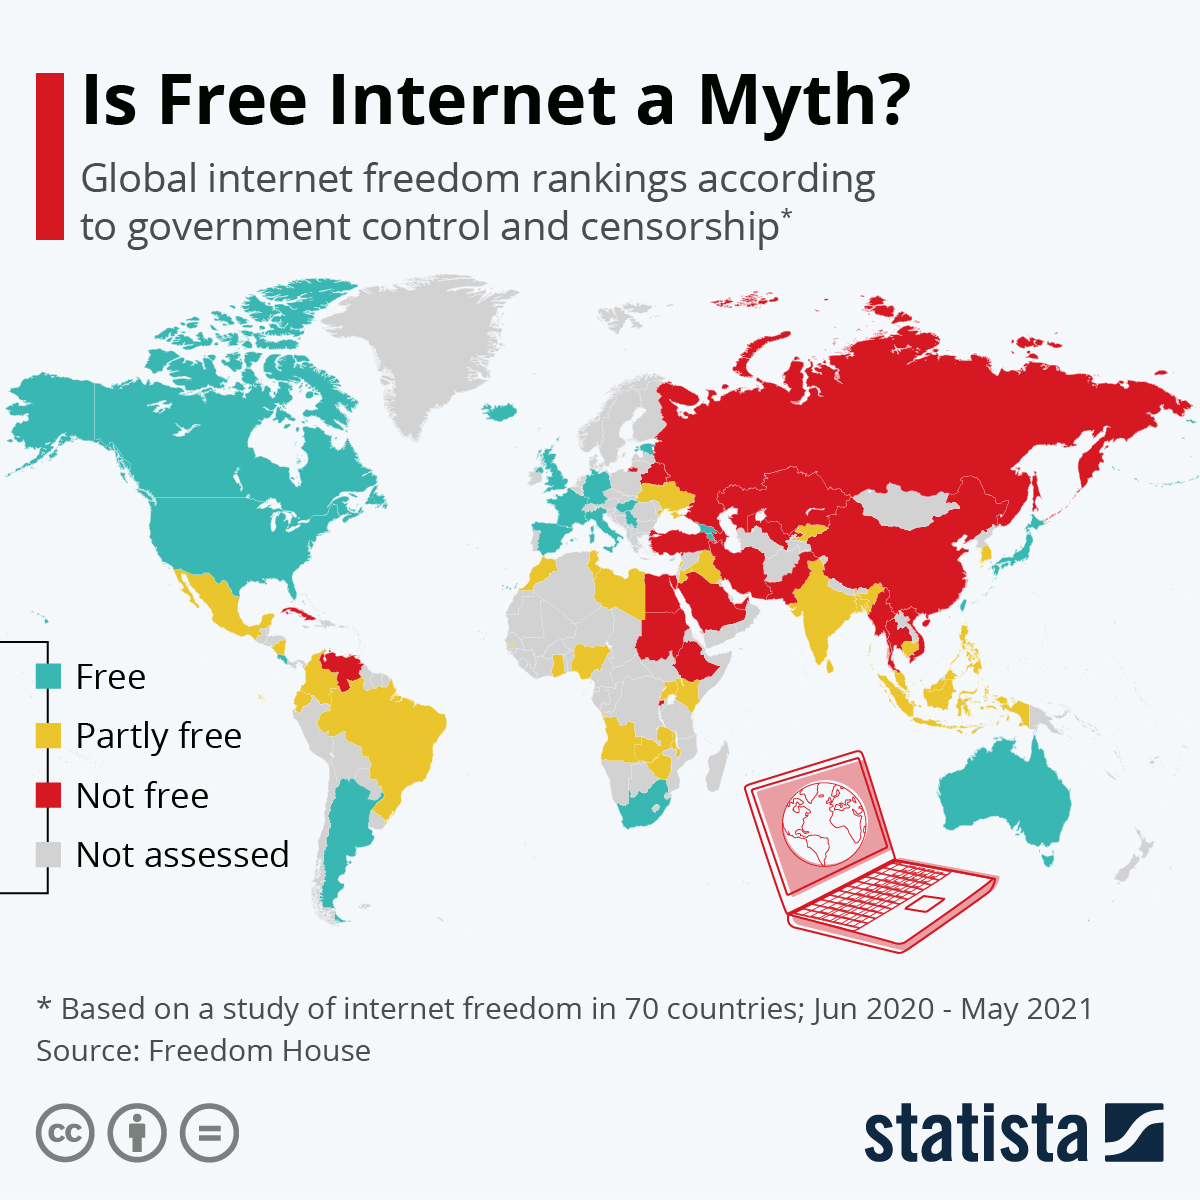 Is Free Internet a Myth?
Global internet freedom rankings according
to government control and censorship*
Free
Partly free
Not free
Not assessed
* Based on a study of internet freedom in 70 countries; Jun 2020 - May 2021
Source: Freedom House
cc
statista